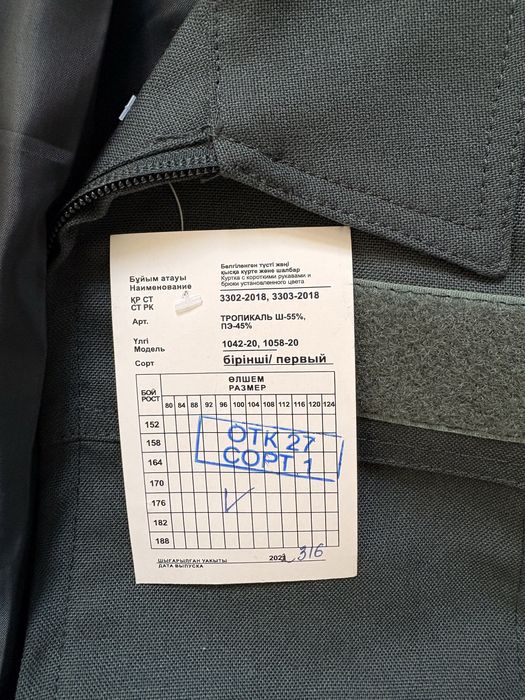 Белгіленген түсті жеңі
қысқа күрте және шалбар
Бұйым атауы
Наименование
Куртка с короткими рукавами и
брюки установленного цвета
ҚР СТ
СТ РК
3302-2018, 3303-2018
Арт.
ТРОПИКАЛЬ Ш-55%,
ПЭ-45%
Үлгі
Модель
1042-20, 1058-20
Сорт
бірінші/ первый
БОЙ
РОСТ
ӨЛШЕМ
РАЗМЕР
80 84 88 92 96 100 104 108 112 116 120 124
152
158
164
170
176
182
188
ОТК 27
СОРТ 1
ШЫҒАРЫЛҒАН УАҚЫТЫ
ДАТА ВЫПУСКА
316